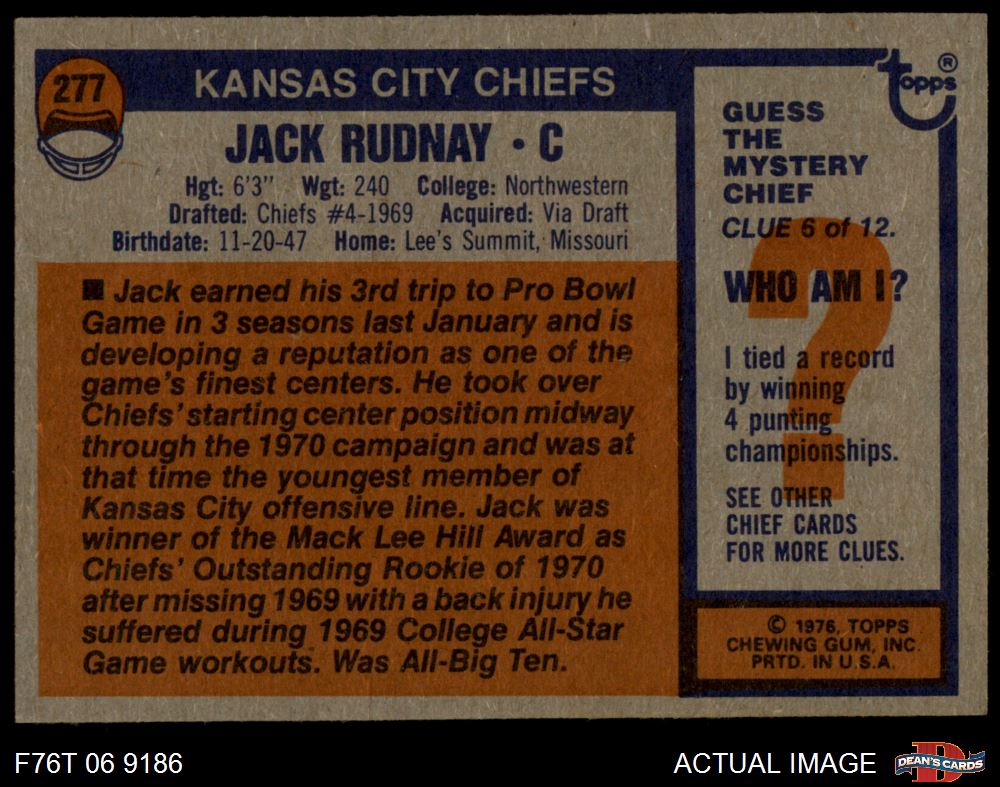 277
KANSAS CITY CHIEFS
JACK RUDNAY • C
Hgt: 6'3" Wgt: 240 College: Northwestern
Drafted: Chiefs #4-1969 Acquired: Via Draft
Birthdate: 11-20-47 Home: Lee's Summit, Missouri
■ Jack earned his 3rd trip to Pro Bowl
Game in 3 seasons last January and is
developing a reputation as one of the
game's finest centers. He took over
Chiefs' starting center position midway
through the 1970 campaign and was at
that time the youngest member of
Kansas City offensive line. Jack was
winner of the Mack Lee Hill Award as
Chiefs' Outstanding Rookie of 1970
after missing 1969 with a back injury he
suffered during 1969 College All-Star
Game workouts. Was All-Big Ten.
topps®
GUESS
THE
MYSTERY
CHIEF
CLUE 6 of 12.
?
WHO AM I?
I tied a record
by winning
4 punting
championships.
SEE OTHER
CHIEF CARDS
FOR MORE CLUES.
© 1976, TOPPS
CHEWING GUM, INC.
PRTD. IN U.S.A.
F76T 06 9186
ACTUAL IMAGE
D
DEAN'S CARDS